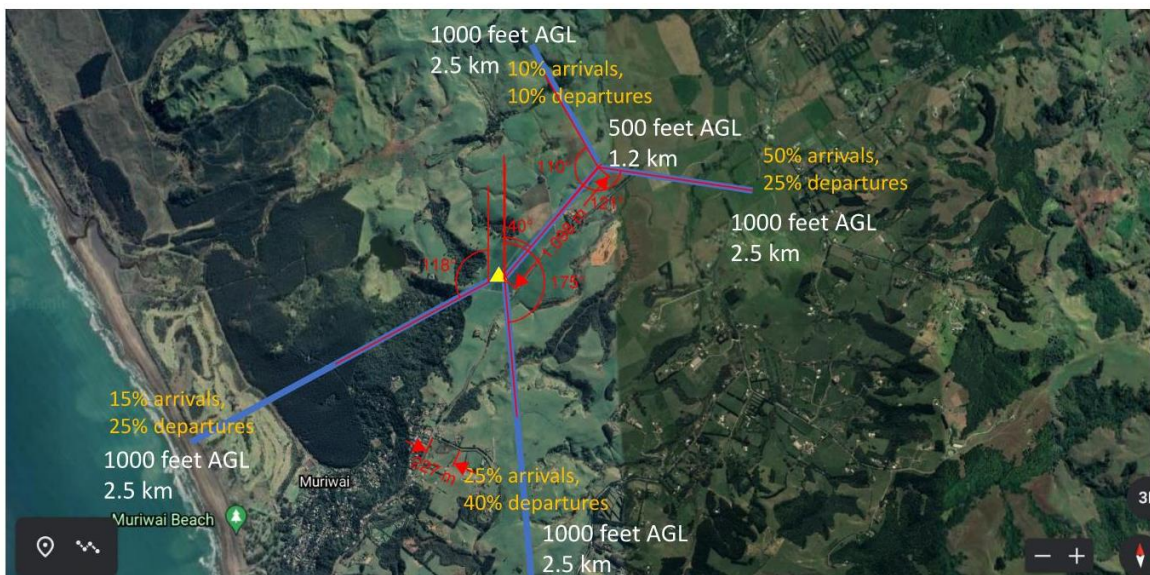 1000 feet AGL
2.5 km
10% arrivals,
10% departures
500 feet AGL
1.2 km
50% arrivals,
25% departures
1000 feet AGL
2.5 km
110°
121°
40°
118°
175°
15% arrivals,
25% departures
1000 feet AGL
2.5 km
Muriwai
Muriwai Beach
25% arrivals,
40% departures
1000 feet AGL
2.5 km